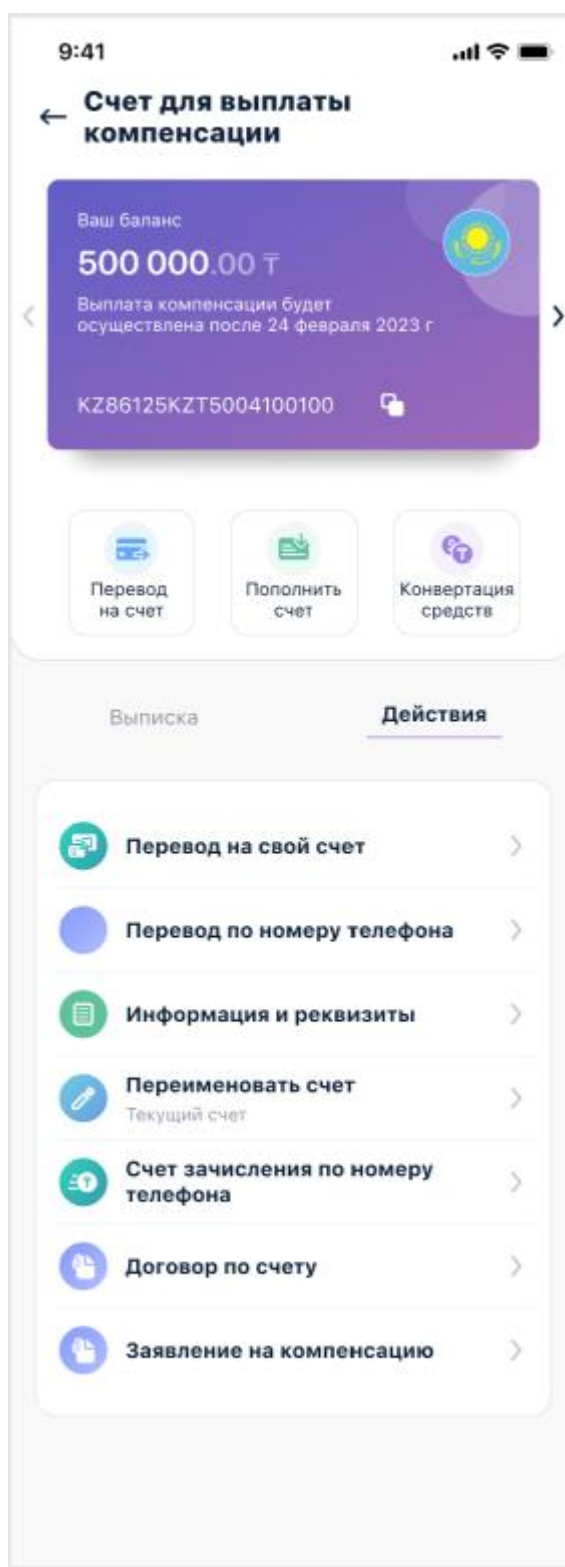 9:41
Счет для выплаты
компенсации
Ваш баланс
500 000.00 ₸
Выплата компенсации будет
осуществлена после 24 февраля 2023 г
KZ86125KZT5004100100
Перевод
на счет
Пополнить
счет
Конвертация
средств
Выписка
Действия
Перевод на свой счет
Перевод по номеру телефона
Информация и реквизиты
Переименовать счет
Текущий счет
Счет зачисления по номеру
телефона
Договор по счету
Заявление на компенсацию